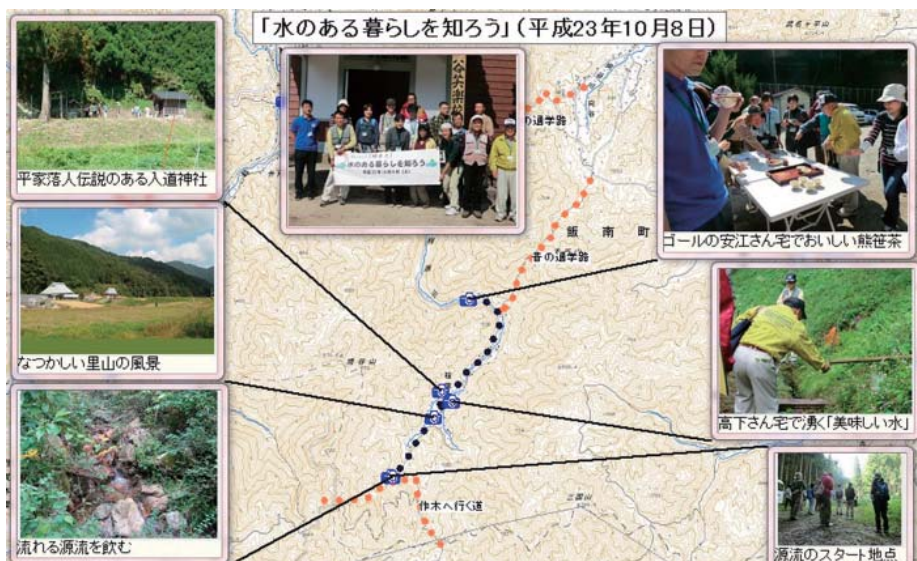 「水のある暮らしを知ろう」(平成23年10月8日)
平家落人伝説のある入道神社
水のある暮らしを知ろう
ゴールの安江さん宅でおいしい熊笹茶
飯南町
昔の通学路
なつかしい里山の風景
高下さん宅で湧く「美味しい水」
作木へ行く道
三国山
流れる源流を飲む
源流のスタート地点